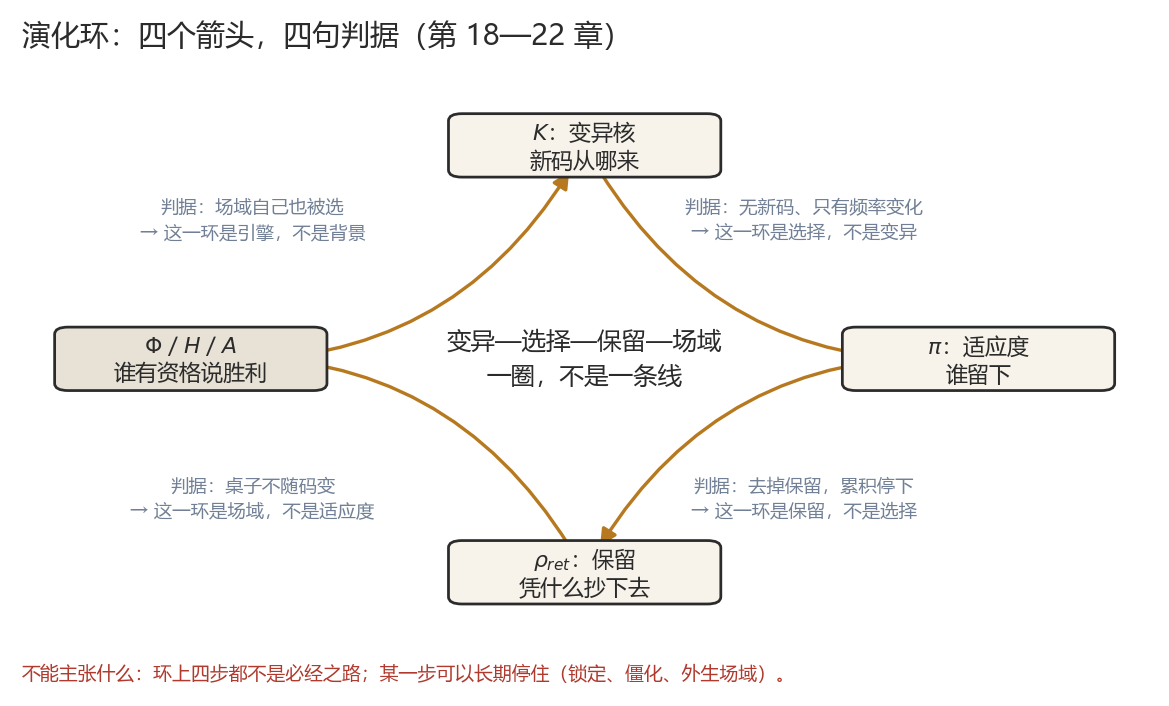 演化环：四个箭头，四句判据（第 18—22 章）
K：变异核
新码从哪来
判据：场域自己也被选
→ 这一环是引擎，不是背景
判据：无新码、只有频率变化
→ 这一环是选择，不是变异
Φ / H / A
谁有资格说胜利
变异—选择—保留—场域
一圈，不是一条线
π：适应度
谁留下
判据：桌子不随码变
→ 这一环是场域，不是适应度
判据：去掉保留，累积停下
→ 这一环是保留，不是选择
ρret：保留
凭什么抄下去
不能主张什么：环上四步都不是必经之路；某一步可以长期停住（锁定、僵化、外生场域）。